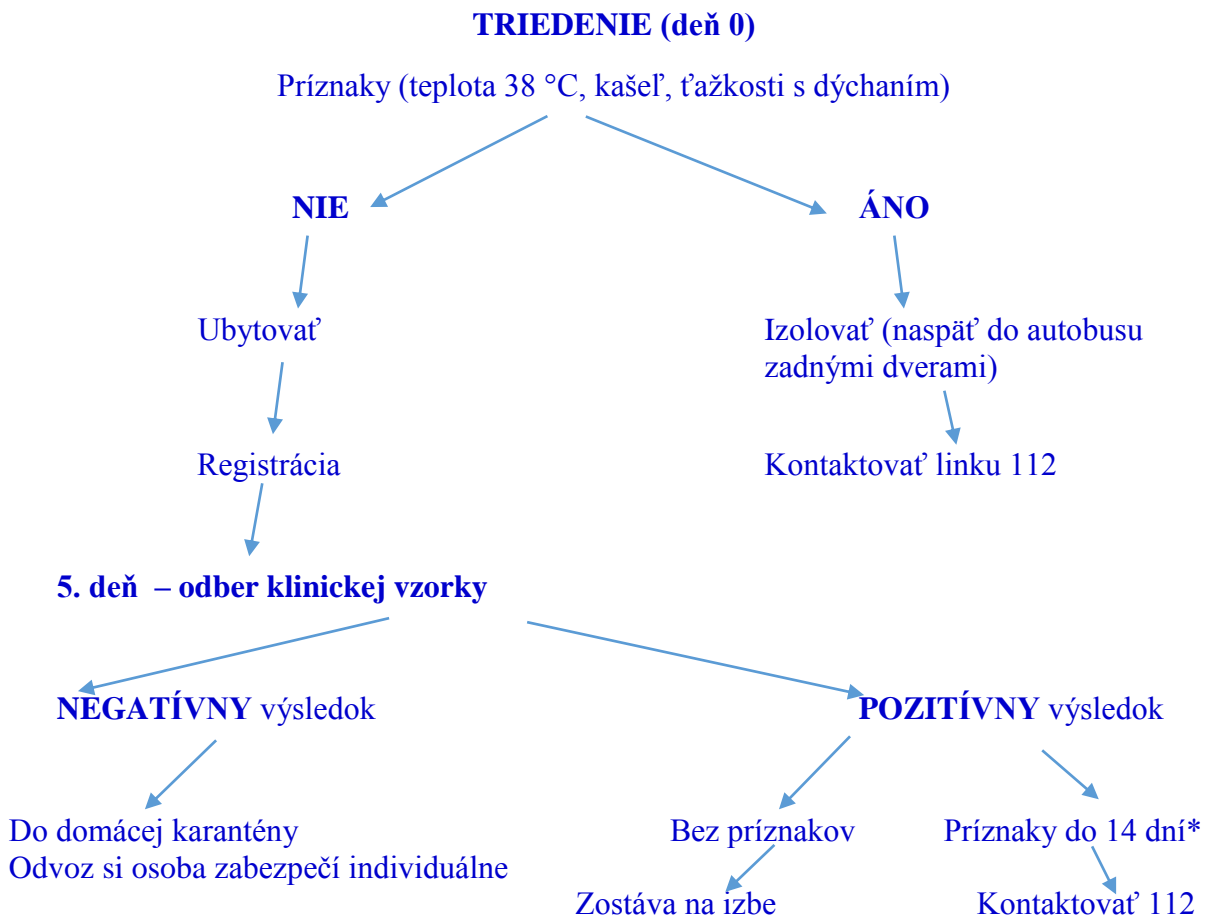 TRIEDENIE (deň 0)
Príznaky (teplota 38 °C, kašeľ, ťažkosti s dýchaním)
NIE
ÁNO
Ubytovať
Izolovať (naspäť do autobusu
zadnými dverami)
Registrácia
Kontaktovať linku 112
5. deň – odber klinickej vzorky
NEGATÍVNY výsledok
POZITÍVNY výsledok
Do domácej karantény
Odvoz si osoba zabezpečí individuálne
Bez príznakov
Príznaky do 14 dní*
Zostáva na izbe
Kontaktovať 112